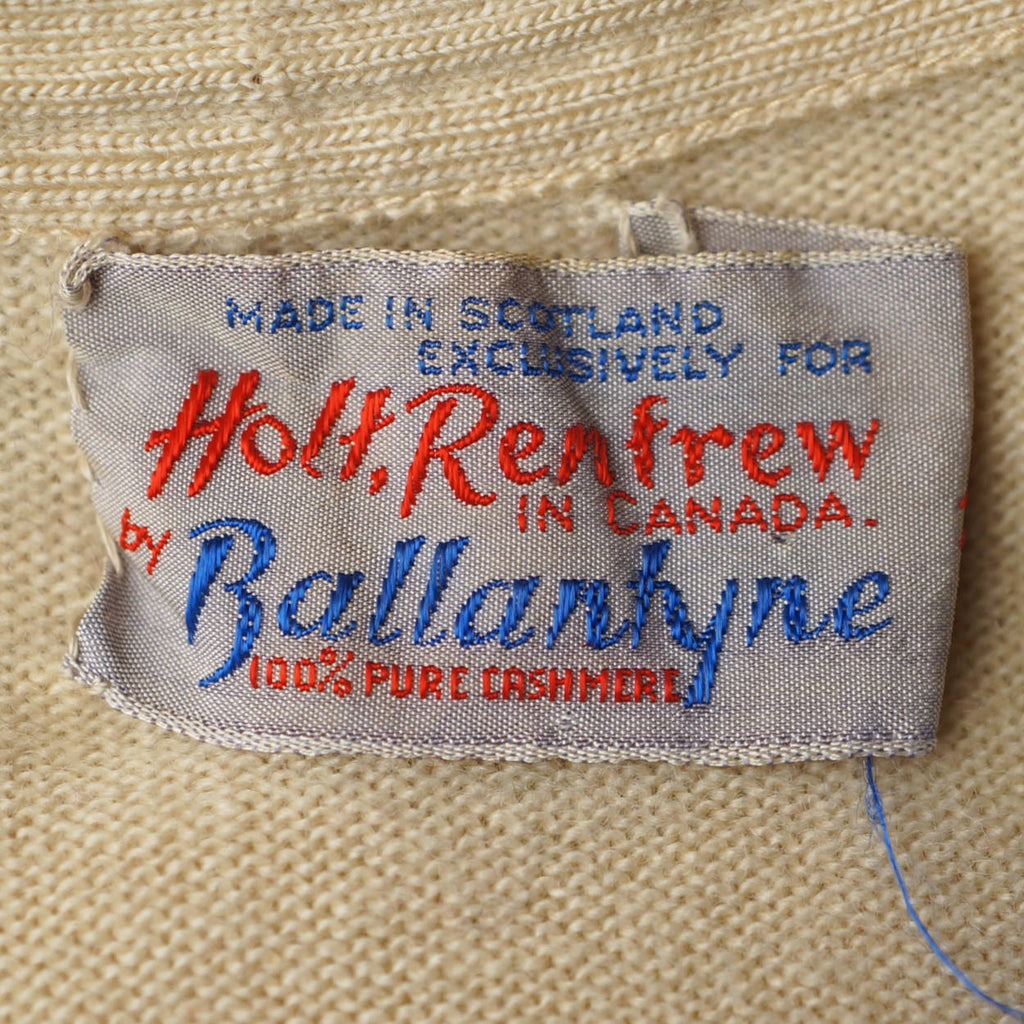 MADE IN SCOTLAND
EXCLUSIVELY FOR
Holt, Renfrew
IN CANADA.
by Ballantyne
100% PURE CASHMERE